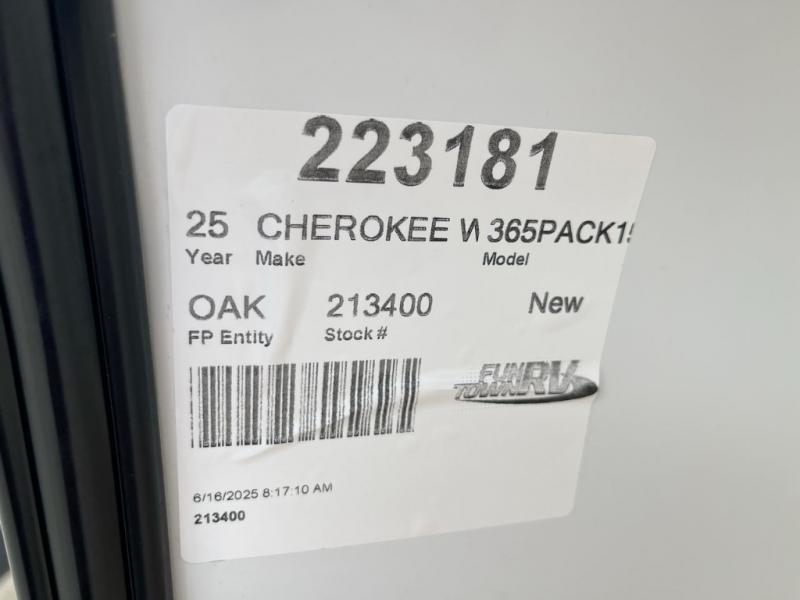 223181
25 CHEROKEE W 365PACK15
Year Make Model
OAK 213400 New
FP Entity Stock #
FUN TOWN RV
6/16/2025 8:17:10 AM
213400